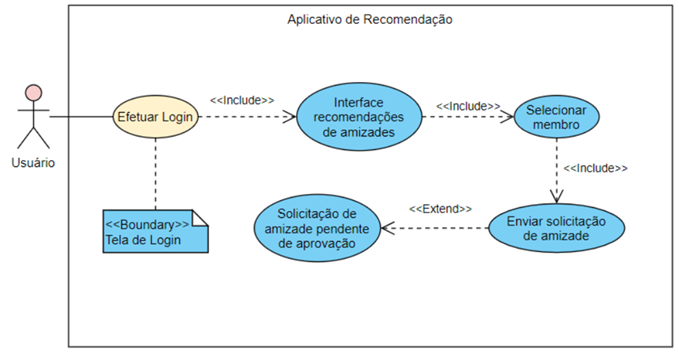 Aplicativo de Recomendação
Usuário
Efetuar Login
<<Include>>
Interface
recomendações
de amizades
<<Include>>
Selecionar
membro
<<Include>>
<<Boundary>>
Tela de Login
Solicitação de
amizade pendente
de aprovação
<<Extend>>
Enviar solicitação
de amizade